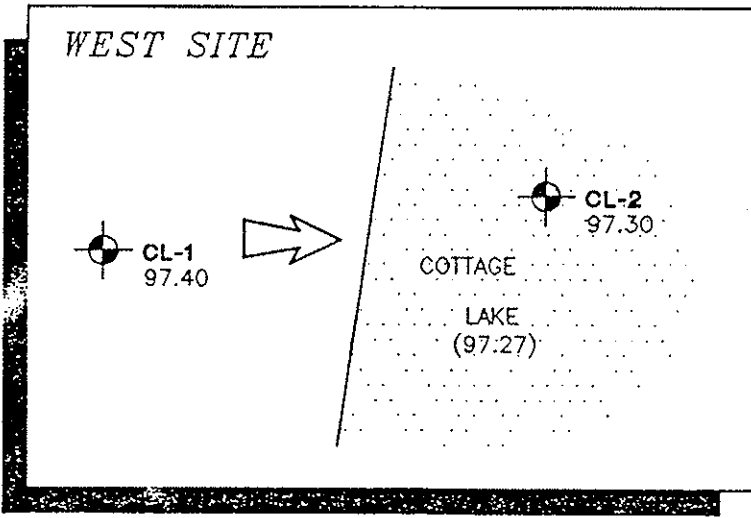 WEST SITE
CL-1
97.40
CL-2
97.30
COTTAGE
LAKE
(97.27)